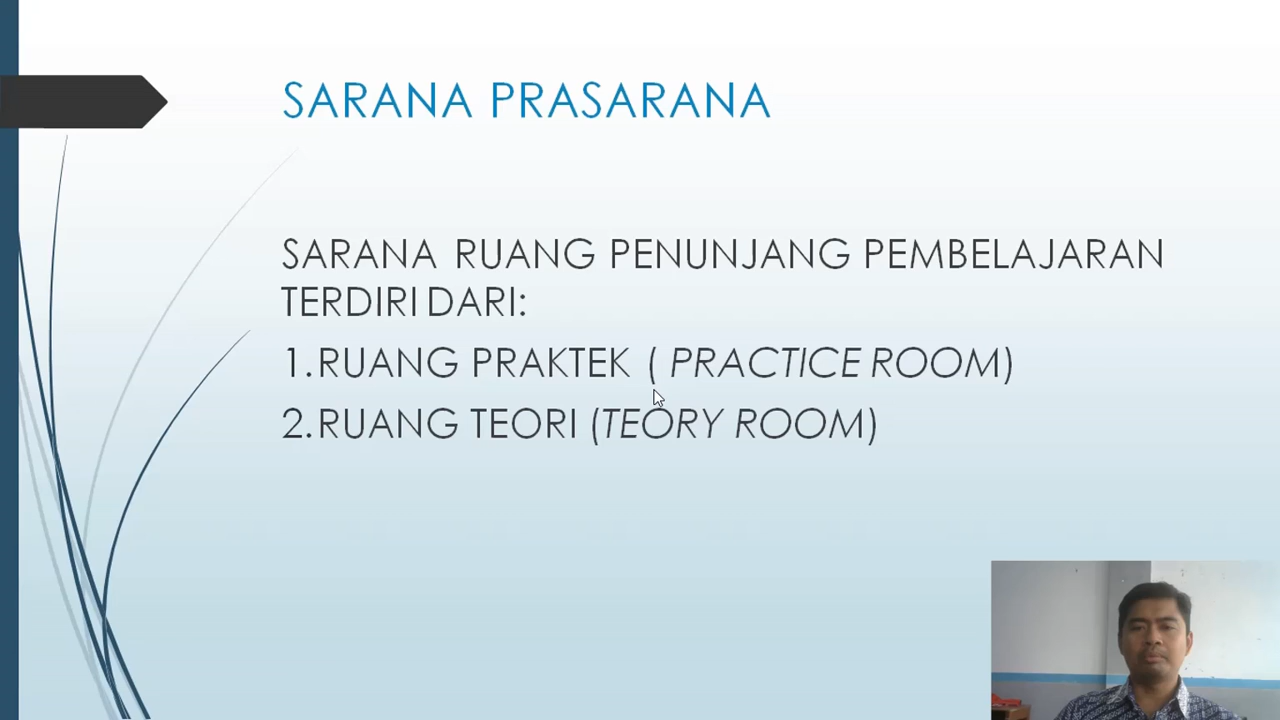 SARANA PRASARANA
SARANA RUANG PENUNJANG PEMBELAJARAN
TERDIRI DARI:
1.RUANG PRAKTEK ( PRACTICE ROOM)
2.RUANG TEORI (TEORY ROOM)